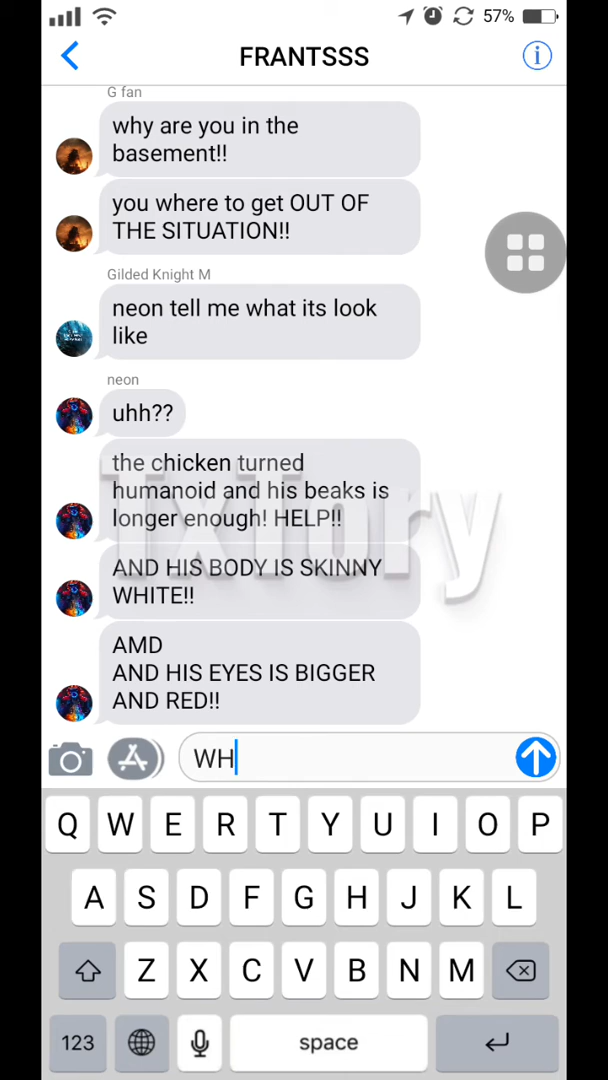 57%
FRANTSSS
G fan
why are you in the
basement!!
you where to get OUT OF
THE SITUATION!!
Gilded Knight M
neon tell me what its look
like
neon
uhh??
the chicken turned
humanoid and his beaks is
longer enough! HELP!!
AND HIS BODY IS SKINNY
WHITE!!
AMD
AND HIS EYES IS BIGGER
AND RED!!
TxTory
WH
Q W E R T Y U I O P
A S D F G H J K L
Z X C V B N M
123 space